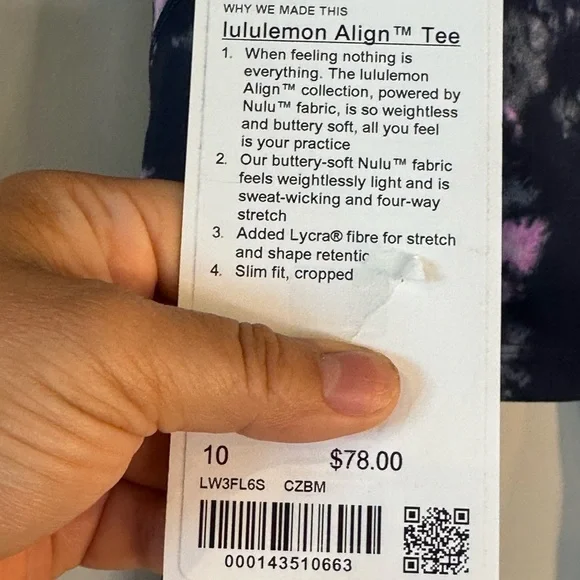 WHY WE MADE THIS
lululemon Align™ Tee
1. When feeling nothing is
everything. The lululemon
Align™ collection, powered by
Nulu™ fabric, is so weightless
and buttery soft, all you feel
is your practice
2. Our buttery-soft Nulu™ fabric
feels weightlessly light and is
sweat-wicking and four-way
stretch
3. Added Lycra® fibre for stretch
and shape retentio
4. Slim fit, cropped
10 $78.00
LW3FL6S CZBM
000143510663